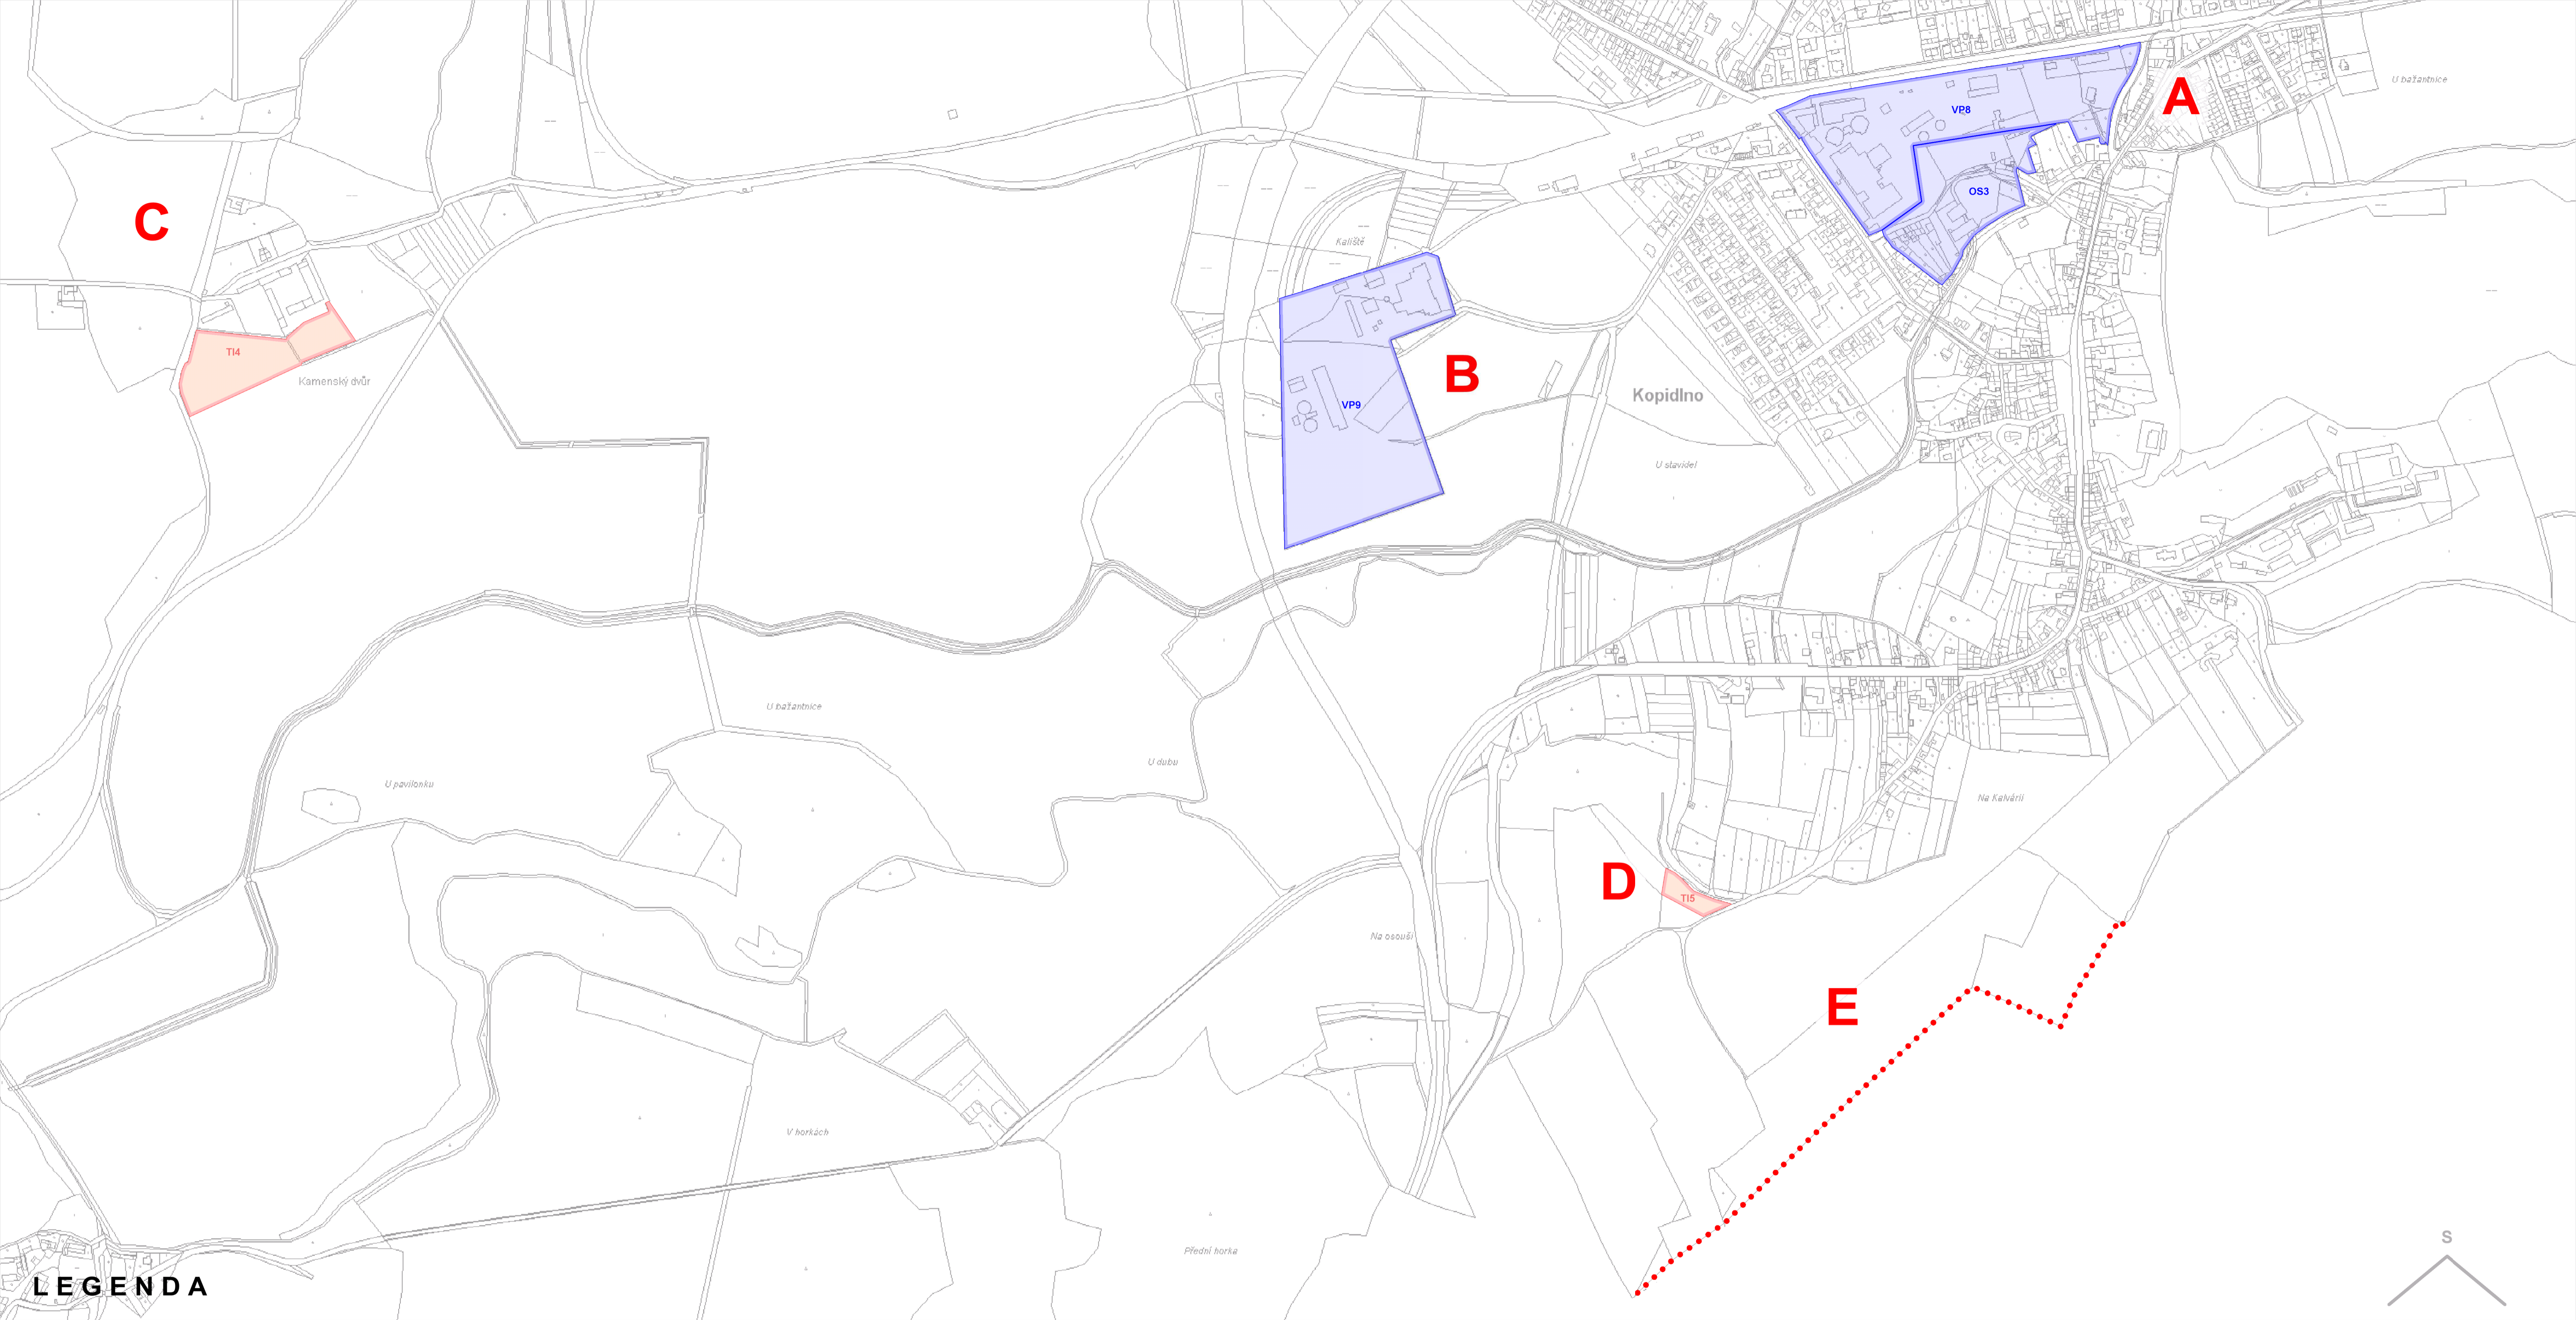 U bažantnice
A
VP8
OS3
C
Kaliště
TI4
Kamenský dvůr
B
VP9
Kopidlno
U stavidel
U bažantnice
U dubu
U pavilonku
Na Kalvárii
D
TI5
Na osouši
E
V horkách
Přední horka
S
LEGENDA